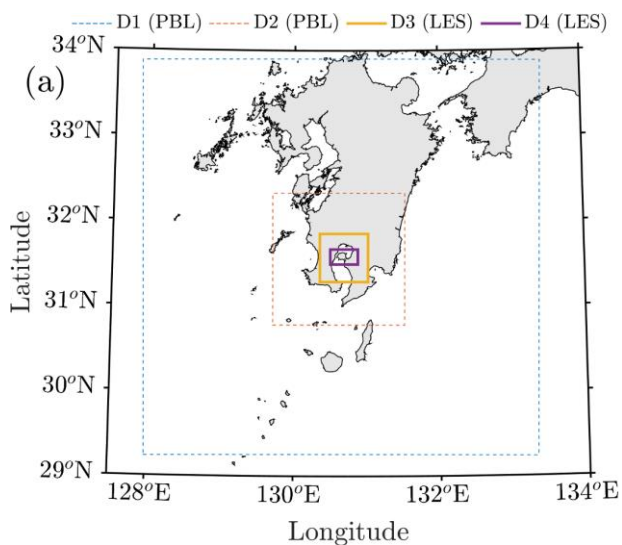 D1 (PBL) D2 (PBL) D3 (LES) D4 (LES)
34°N
(a)
33°N
32°N
31°N
30°N
29°N
Latitude
128°E 130°E 132°E 134°E
Longitude